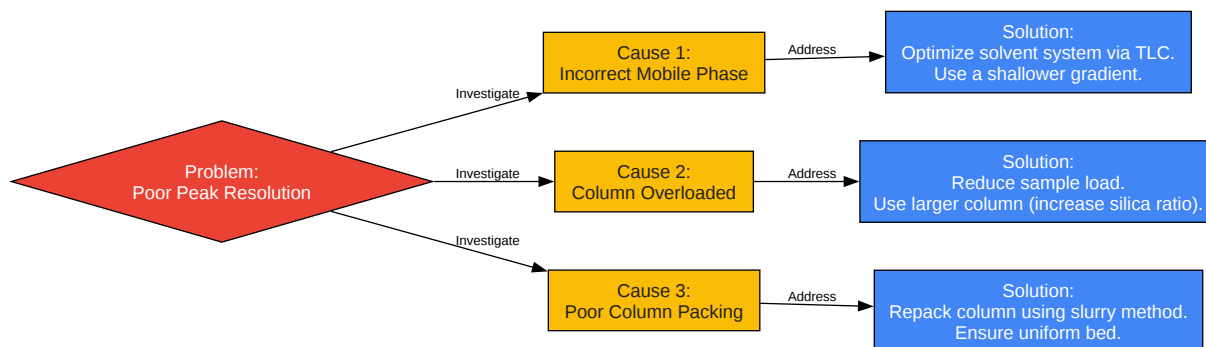 Problem:
Poor Peak Resolution
Investigate
Cause 1:
Incorrect Mobile Phase
Address
Solution:
Optimize solvent system via TLC.
Use a shallower gradient.
Investigate
Cause 2:
Column Overloaded
Address
Solution:
Reduce sample load.
Use larger column (increase silica ratio).
Investigate
Cause 3:
Poor Column Packing
Address
Solution:
Repack column using slurry method.
Ensure uniform bed.